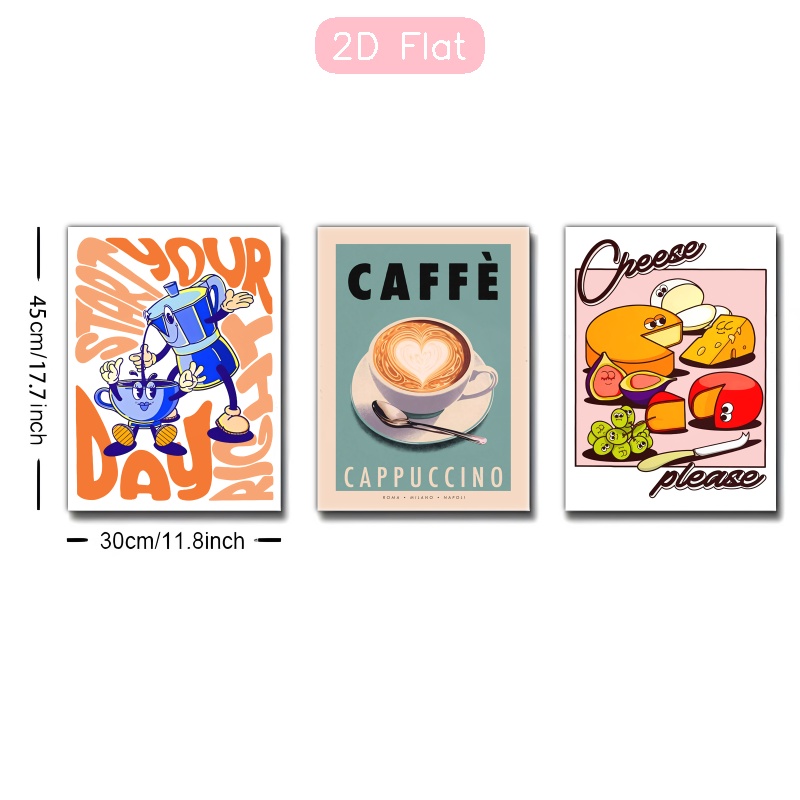 2D Flat
45cm/17.7inch
30cm/11.8inch
START YOUR
DAY RIGHT
CAFFÈ
CAPPUCCINO
ROMA • MILANO • NAPOLI
Cheese
please